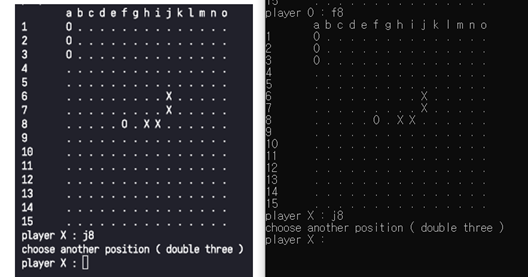 a b c d e f g h i j k l m n o
1 O . . . . . . . . . . . . . .
2 O . . . . . . . . . . . . . .
3 O . . . . . . . . . . . . . .
4 . . . . . . . . . . . . . . .
5 . . . . . . . . . . . . . . .
6 . . . . . . . . . X . . . . .
7 . . . . . . . . . X . . . . .
8 . . . . . O . X X . . . . . .
9 . . . . . . . . . . . . . . .
10 . . . . . . . . . . . . . . .
11 . . . . . . . . . . . . . . .
12 . . . . . . . . . . . . . . .
13 . . . . . . . . . . . . . . .
14 . . . . . . . . . . . . . . .
15 . . . . . . . . . . . . . . .
player X : j8
choose another position ( double three )
player X :
15 . . . . . . . . . . . . . . .
player O : f8
a b c d e f g h i j k l m n o
1 O . . . . . . . . . . . . . .
2 O . . . . . . . . . . . . . .
3 O . . . . . . . . . . . . . .
4 . . . . . . . . . . . . . . .
5 . . . . . . . . . . . . . . .
6 . . . . . . . . . X . . . . .
7 . . . . . . . . . X . . . . .
8 . . . . . O . X X . . . . . .
9 . . . . . . . . . . . . . . .
10 . . . . . . . . . . . . . . .
11 . . . . . . . . . . . . . . .
12 . . . . . . . . . . . . . . .
13 . . . . . . . . . . . . . . .
14 . . . . . . . . . . . . . . .
15 . . . . . . . . . . . . . . .
player X : j8
choose another position ( double three )
player X :